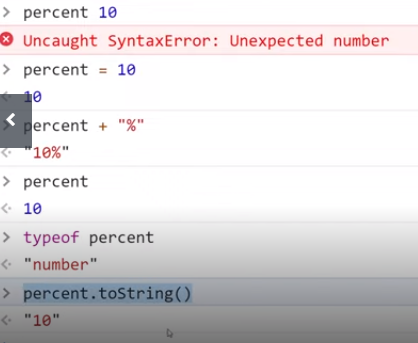 > percent 10
Uncaught SyntaxError: Unexpected number
> percent = 10
10
percent + "%"
"10%"
> percent
10
> typeof percent
"number"
> percent.toString()
"10"